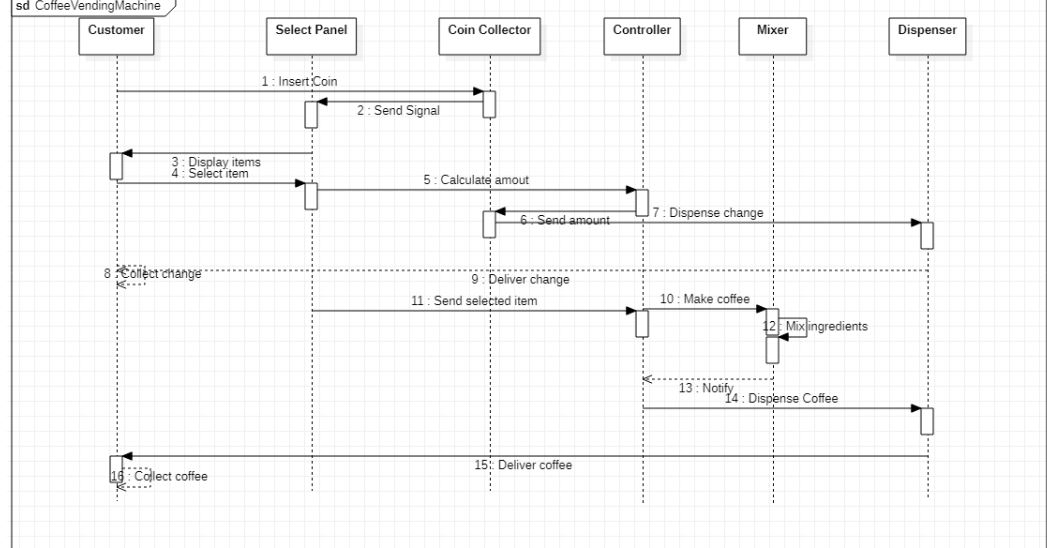 sd CoffeeVendingMachine
Customer
Select Panel
Coin Collector
Controller
Mixer
Dispenser
1 : Insert Coin
2 : Send Signal
3 : Display items
4 : Select item
5 : Calculate amout
6 : Send amount
7 : Dispense change
8 : Collect change
9 : Deliver change
10 : Make coffee
11 : Send selected item
12 : Mix ingredients
13 : Notify
14 : Dispense Coffee
15 : Deliver coffee
16 : Collect coffee